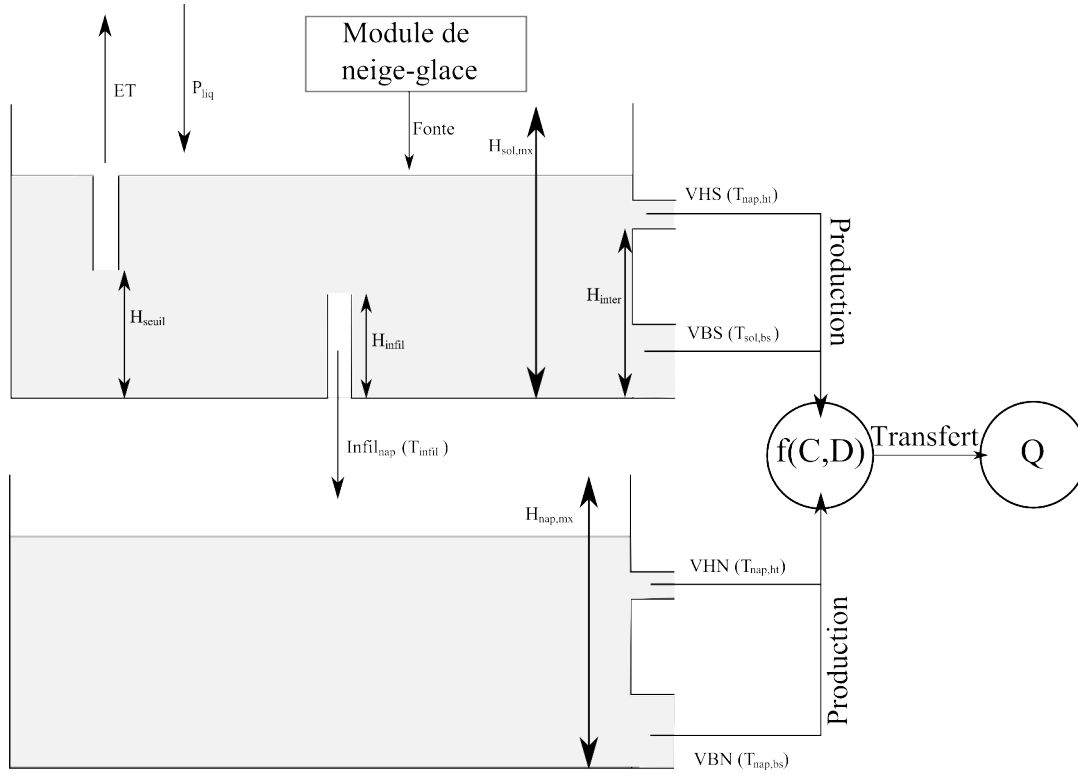 Module de
neige-glace
ET
P_liq
Fonte
H_sol,mx
VHS (T_nap,ht)
Production
H_inter
H_seuil
H_infil
VBS (T_sol,bs)
Infil_nap (T_infil )
f(C,D)
Transfert
Q
H_nap,mx
VHN (T_nap,ht)
Production
VBN (T_nap,bs)